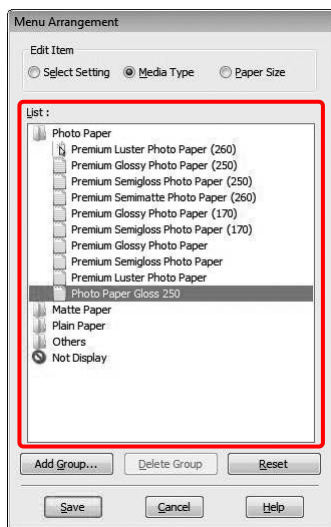 Menu Arrangement
Edit Item
Select Setting Media Type Paper Size
List :
Photo Paper
Premium Luster Photo Paper (260)
Premium Glossy Photo Paper (250)
Premium Semigloss Photo Paper (250)
Premium Semimatte Photo Paper (260)
Premium Glossy Photo Paper (170)
Premium Semigloss Photo Paper (170)
Premium Glossy Photo Paper
Premium Semigloss Photo Paper
Premium Luster Photo Paper
Photo Paper Gloss 250
Matte Paper
Plain Paper
Others
Not Display
Add Group... Delete Group Reset
Save Cancel Help